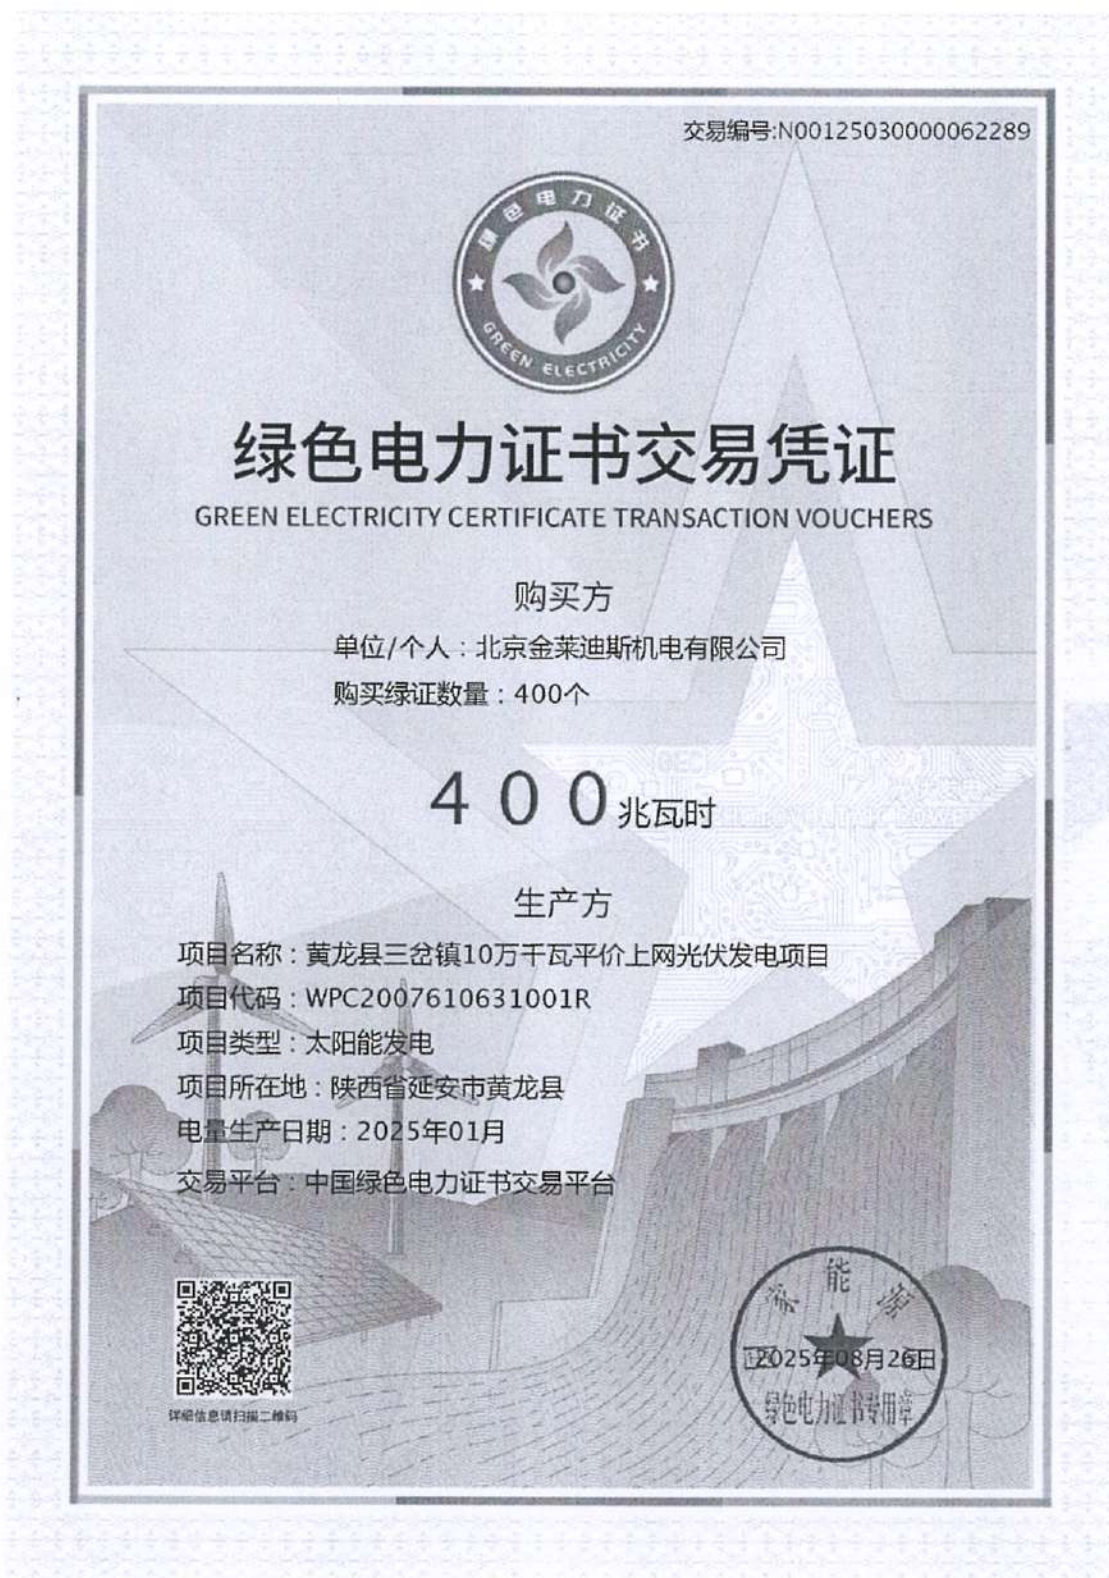 交易编号:N00125030000062289
绿色电力证书
GREEN ELECTRICITY
绿色电力证书交易凭证
GREEN ELECTRICITY CERTIFICATE TRANSACTION VOUCHERS
购买方
单位/个人：北京金莱迪斯机电有限公司
购买绿证数量：400个
400兆瓦时
生产方
项目名称：黄龙县三岔镇10万千瓦平价上网光伏发电项目
项目代码：WPC2007610631001R
项目类型：太阳能发电
项目所在地：陕西省延安市黄龙县
电量生产日期：2025年01月
交易平台：中国绿色电力证书交易平台
国家能源局
2025年08月26日
绿色电力证书专用章
详细信息请扫描二维码